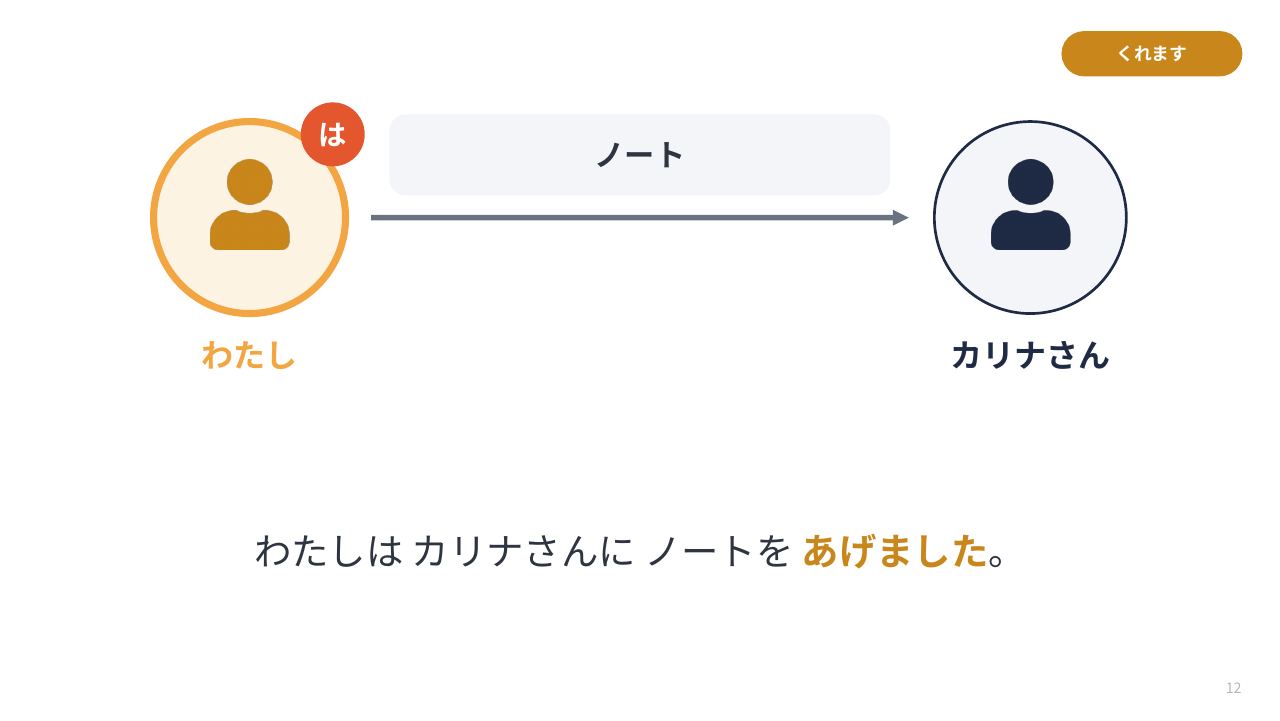 くれます
は
ノート
わたし
カリナさん
わたしは カリナさんに ノートを あげました。
12